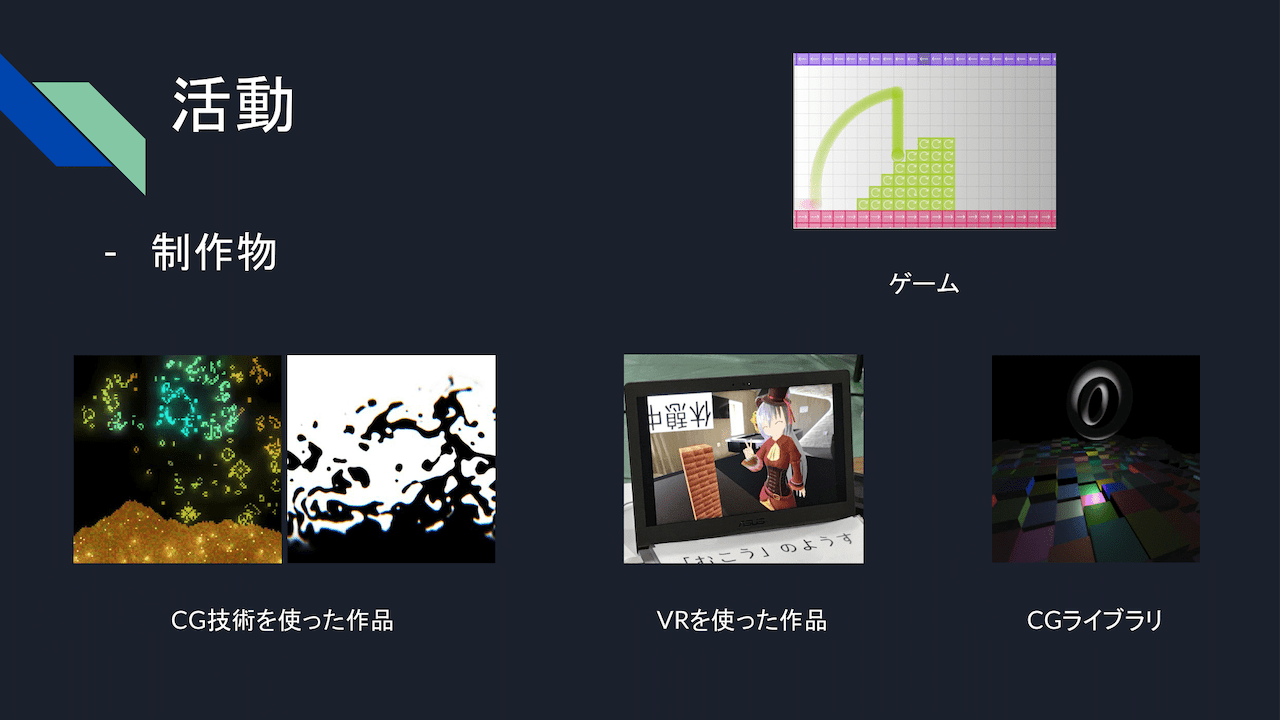 活動
- 制作物
ゲーム
休憩中
「むこう」のようす
CG技術を使った作品
VRを使った作品
CGライブラリ